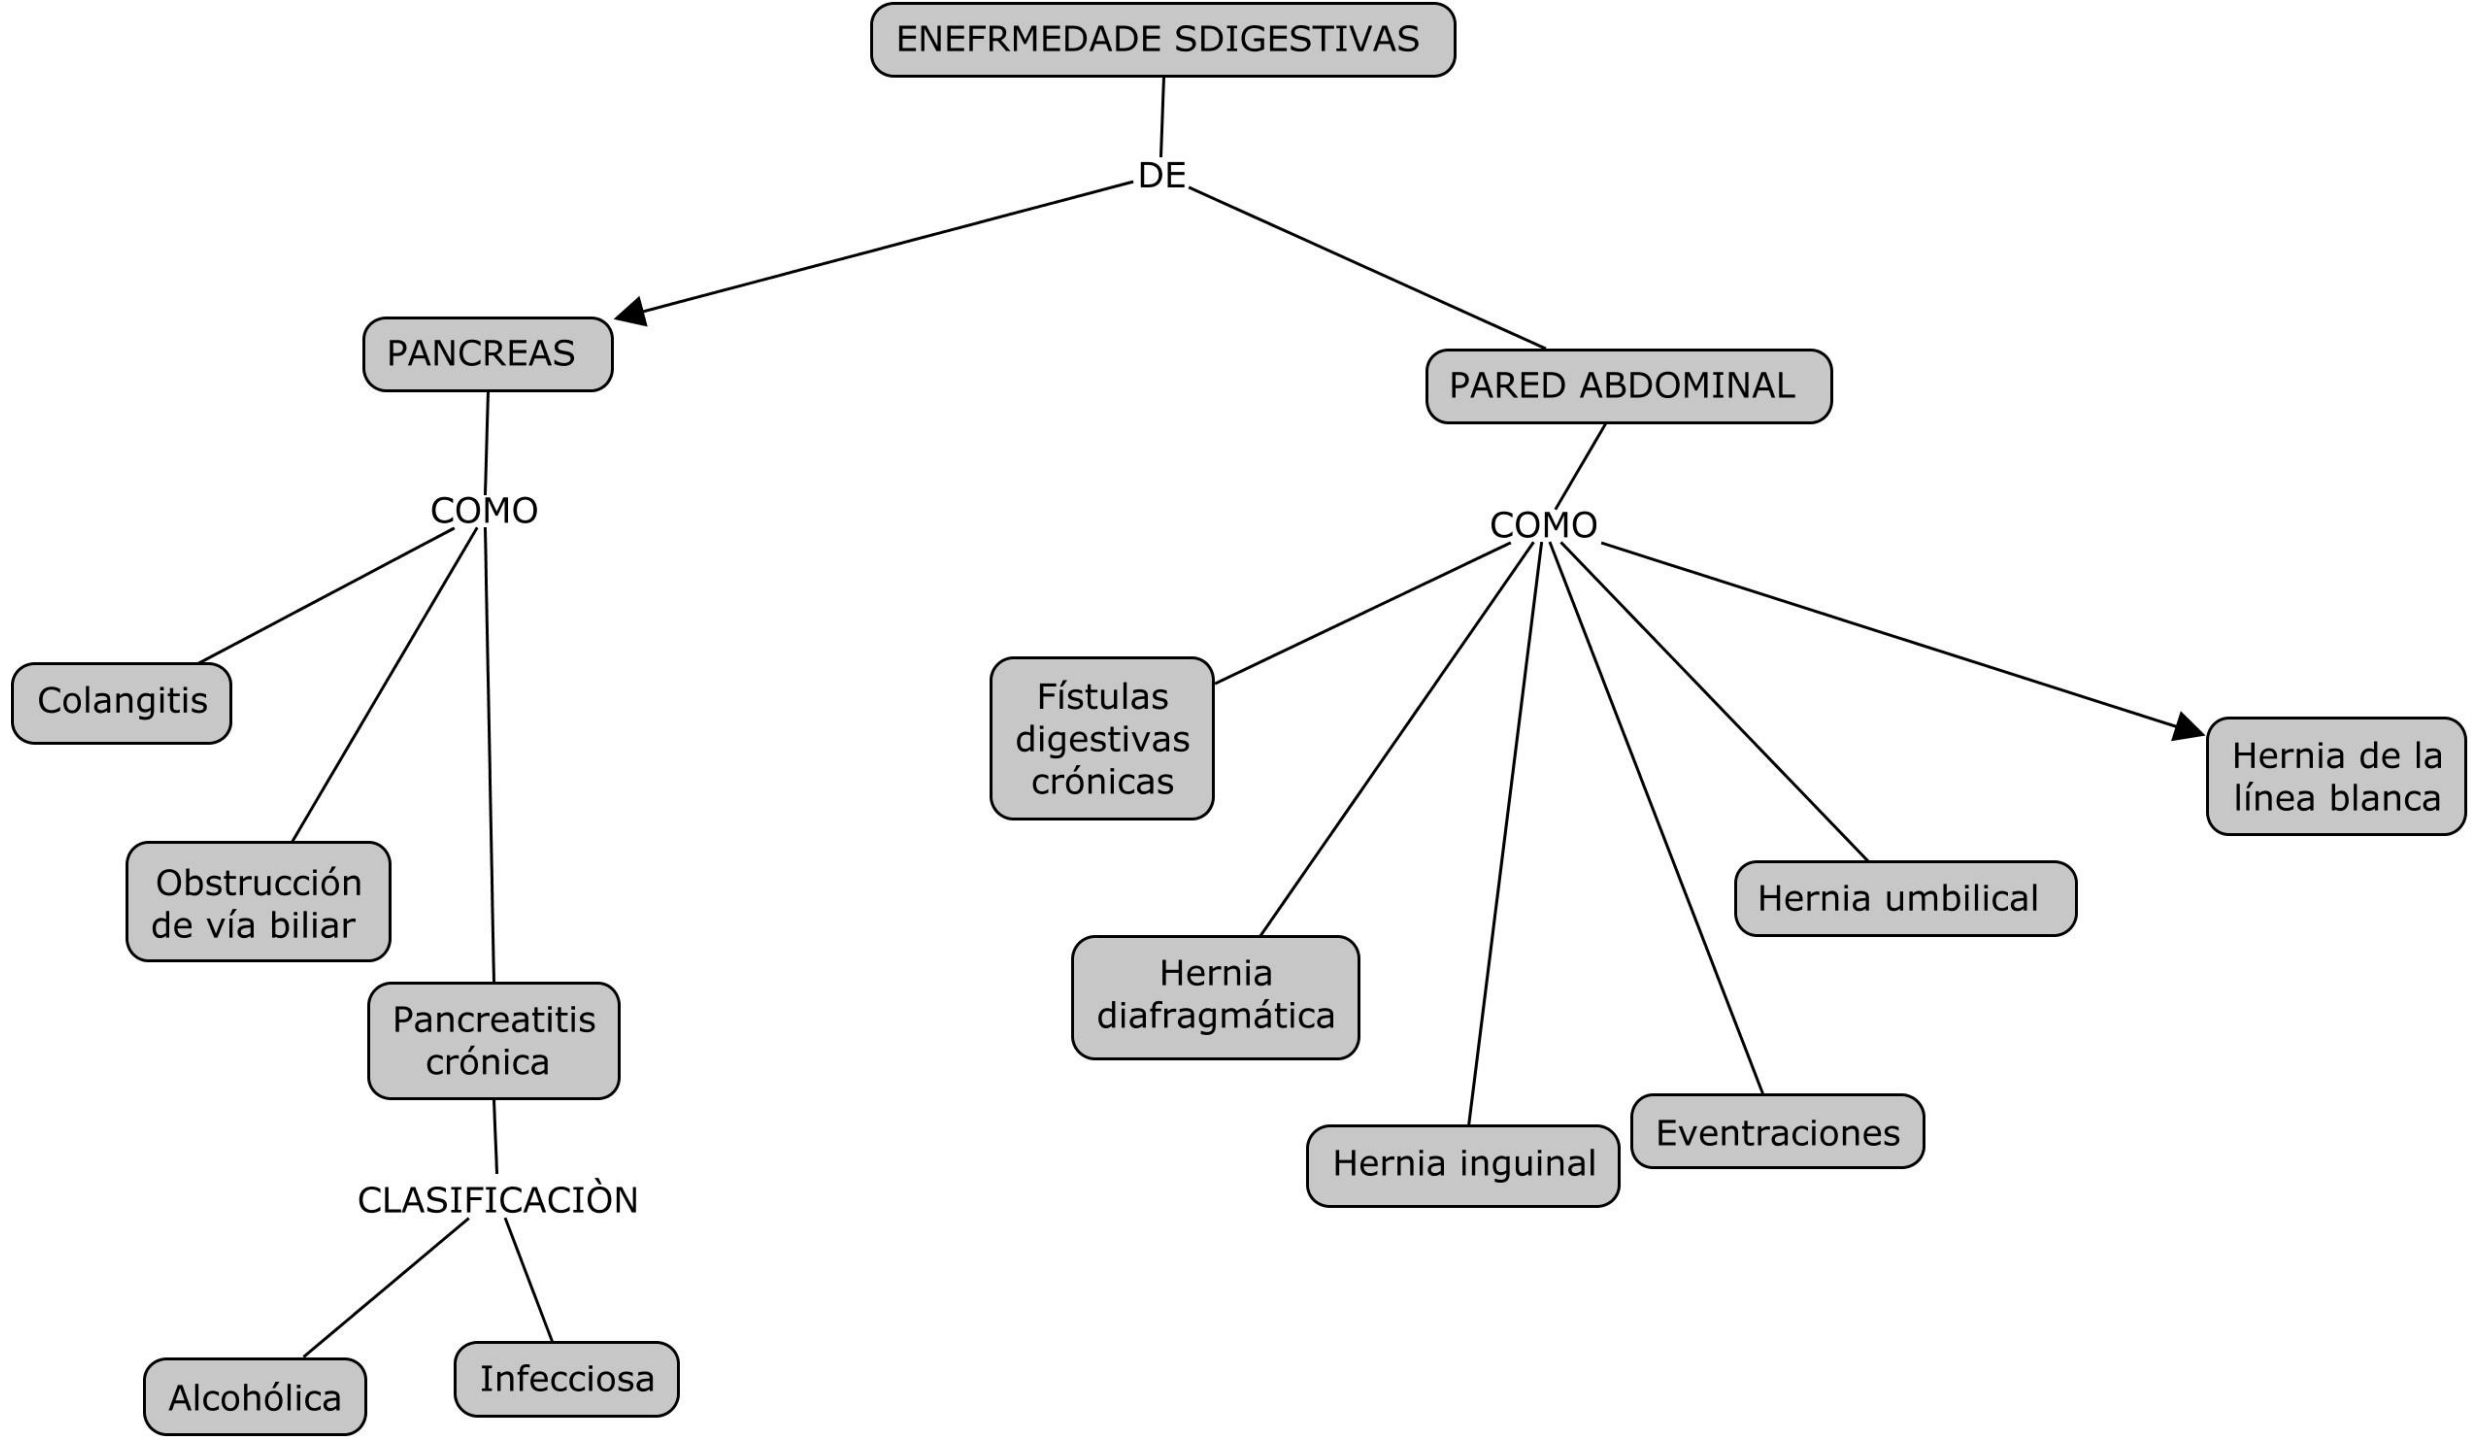 ENEFRMEDADE SDIGESTIVAS
DE
PANCREAS
PARED ABDOMINAL
COMO
COMO
Colangitis
Obstrucción
de vía biliar
Pancreatitis
crónica
CLASIFICACIÒN
Alcohólica
Infecciosa
Fístulas
digestivas
crónicas
Hernia
diafragmática
Hernia inguinal
Eventraciones
Hernia umbilical
Hernia de la
línea blanca